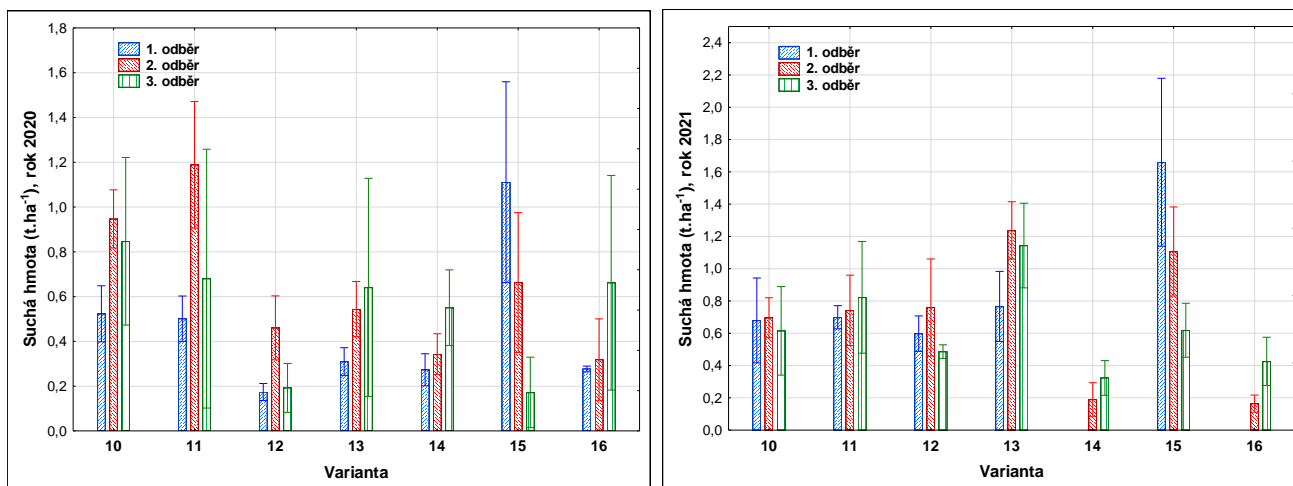 Suchá hmota (t.ha⁻¹), rok 2020
1,8
1,6
1,4
1,2
1,0
0,8
0,6
0,4
0,2
0,0
1. odběr
2. odběr
3. odběr
10 11 12 13 14 15 16
Varianta
Suchá hmota (t.ha⁻¹), rok 2021
2,4
2,2
2,0
1,8
1,6
1,4
1,2
1,0
0,8
0,6
0,4
0,2
0,0
1. odběr
2. odběr
3. odběr
10 11 12 13 14 15 16
Varianta